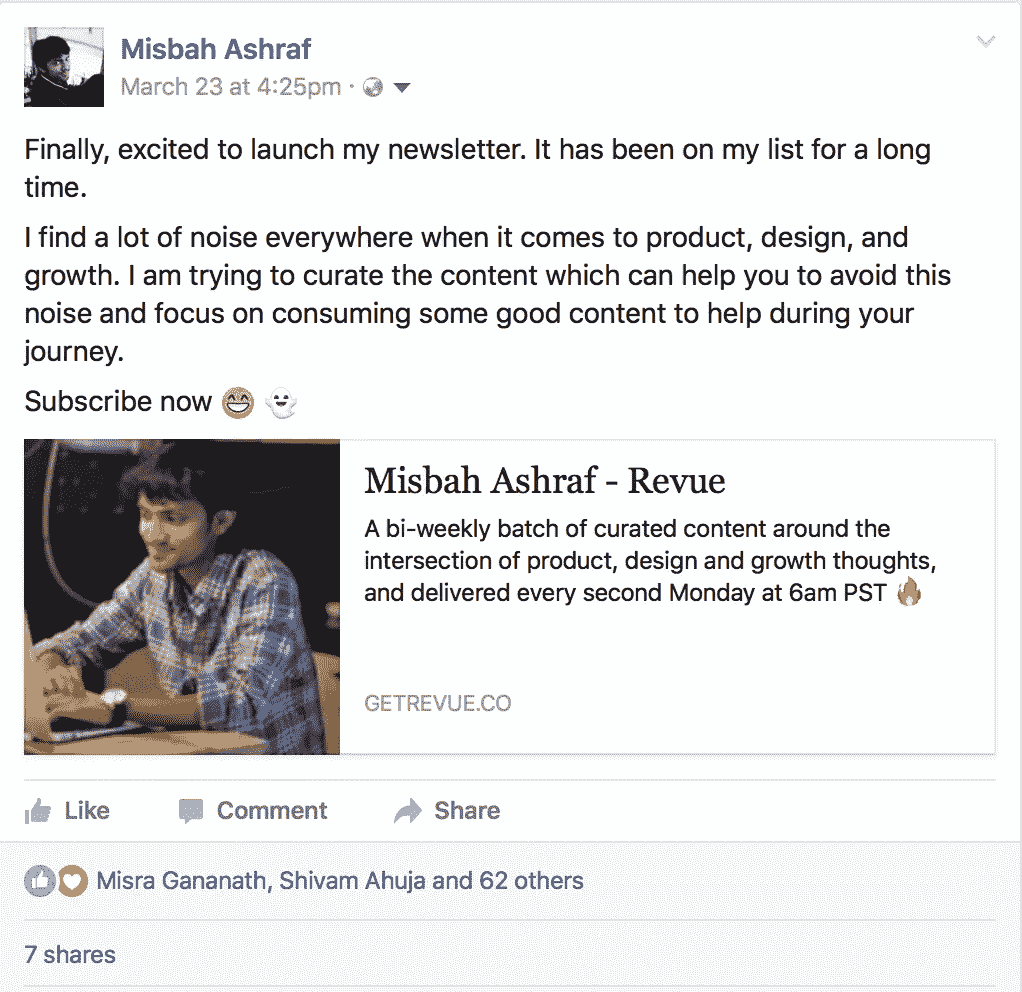 Misbah Ashraf
March 23 at 4:25pm ·
Finally, excited to launch my newsletter. It has been on my list for a long
time.
I find a lot of noise everywhere when it comes to product, design, and
growth. I am trying to curate the content which can help you to avoid this
noise and focus on consuming some good content to help during your
journey.
Subscribe now 😄 👻
Misbah Ashraf - Revue
A bi-weekly batch of curated content around the
intersection of product, design and growth thoughts,
and delivered every second Monday at 6am PST 🔥
GETREVUE.CO
Like Comment Share
Misra Gananath, Shivam Ahuja and 62 others
7 shares